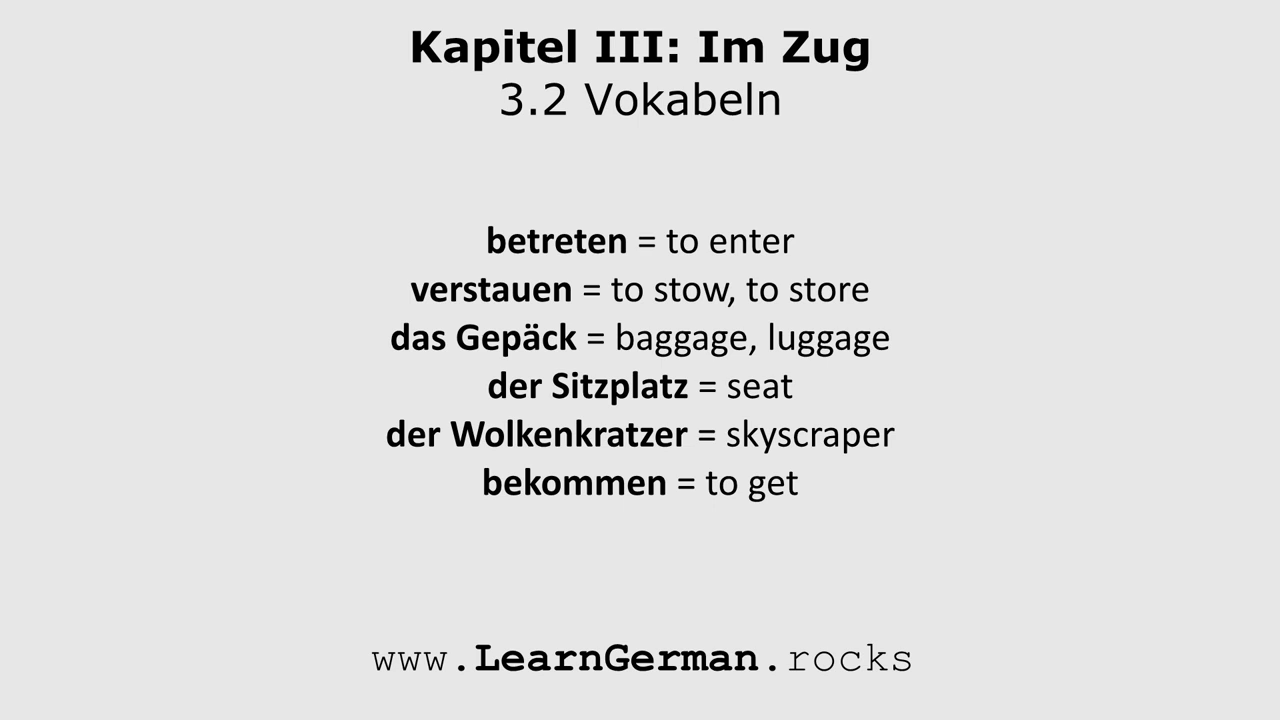 Kapitel III: Im Zug
3.2 Vokabeln
betreten = to enter
verstauen = to stow, to store
das Gepäck = baggage, luggage
der Sitzplatz = seat
der Wolkenkratzer = skyscraper
bekommen = to get
www.LearnGerman.rocks